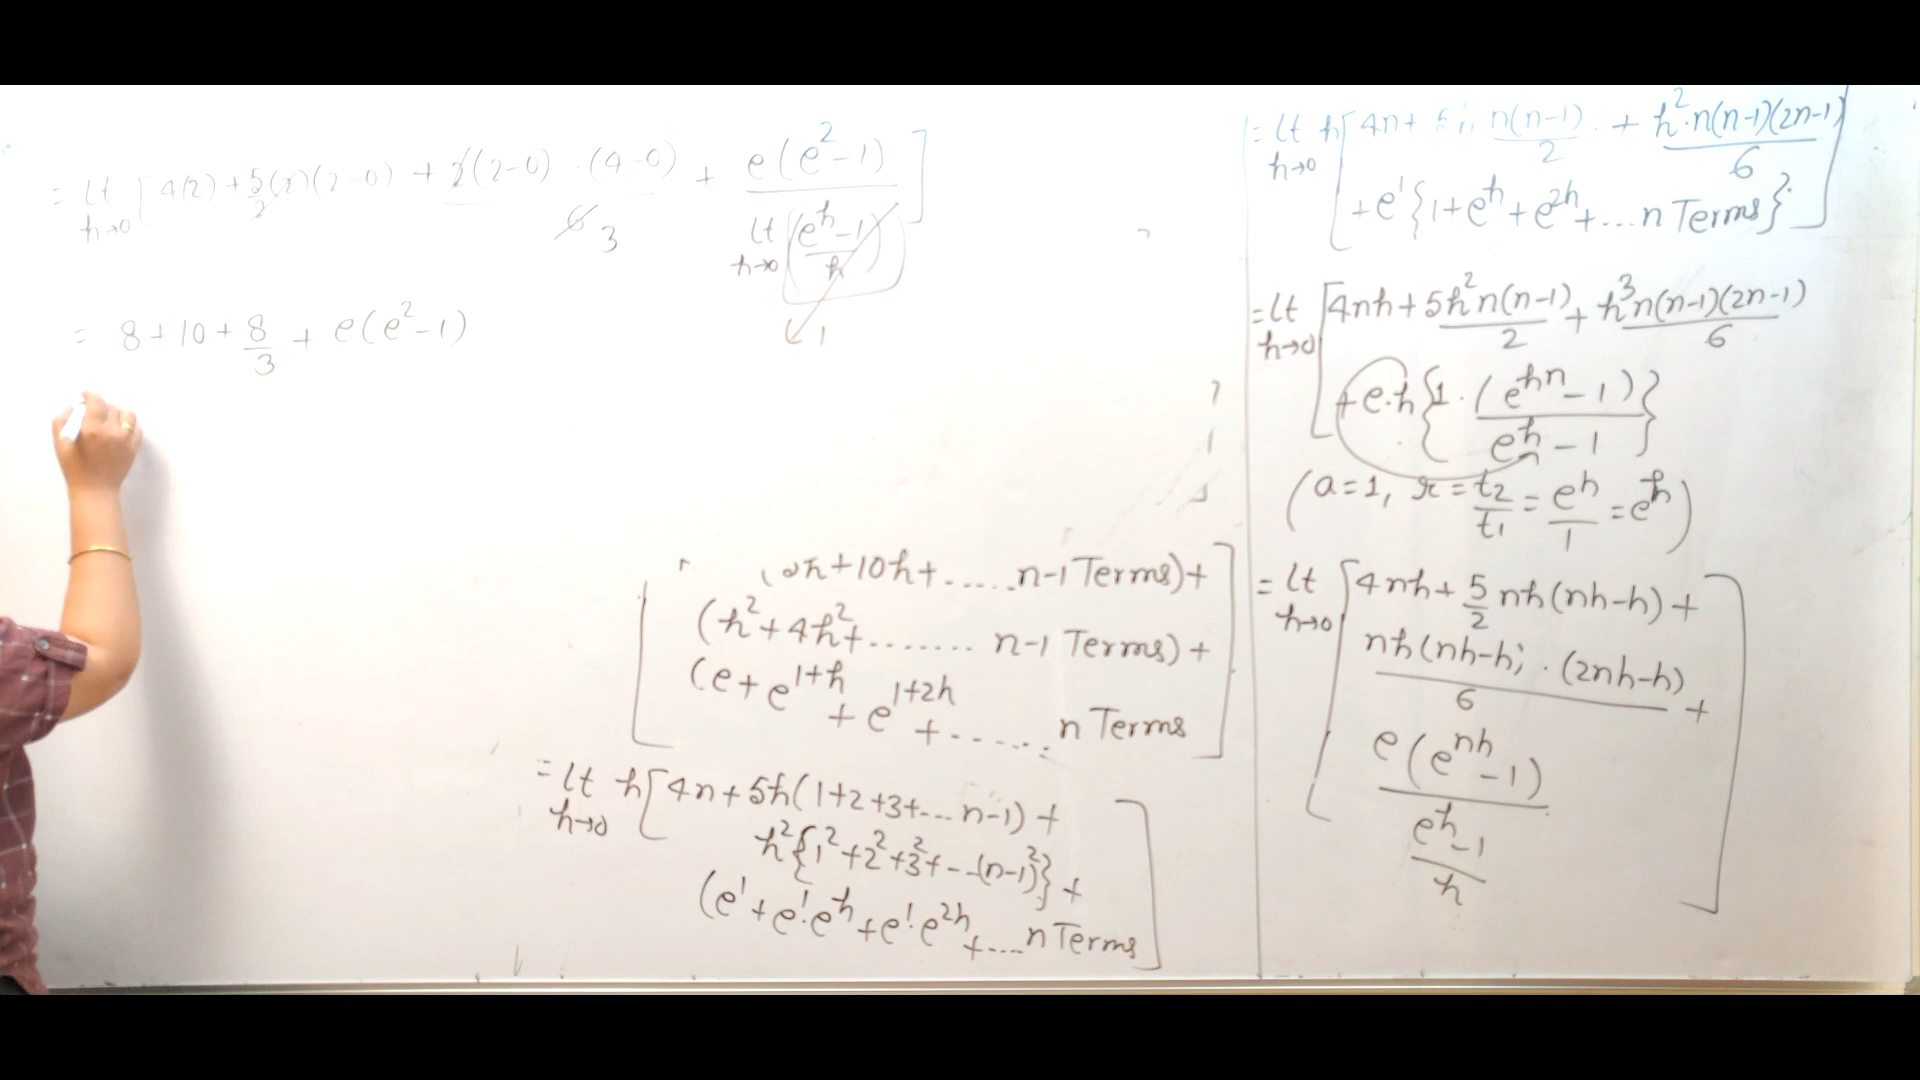 = lt h→0 [4(2) + 5/2 (2)(2-0) + 2(2-0) · (4-0) / 6 3 + e(e²-1) / lt h→0 (e^h - 1 / h)]
↙ 1
= 8 + 10 + 8/3 + e(e²-1)
h + 10h + ..... n-1 Terms) +
(h² + 4h² + ........ n-1 Terms) +
(e + e^1+h + e^1+2h + ...... n Terms
= lt h→0 h[4n + 5h(1+2+3+... n-1) +
h²{1² + 2² + 3² + --(n-1)²} +
(e¹ + e¹.e^h + e¹.e^2h + .... n Terms]
= lt h→0 h[4n + 5h n(n-1)/2 . + h².n(n-1)(2n-1)/6
+ e¹{1 + e^h + e^2h + ....n Terms}]
= lt h→0 [4nh + 5h²n(n-1)/2 + h³n(n-1)(2n-1)/6
+ e.h{1 · (e^hn - 1) / e^h - 1}
(a = 1, r = t₂/t₁ = e^h/1 = e^h)
= lt h→0 [4nh + 5/2 nh(nh-h) +
nh(nh-h) · (2nh-h) / 6 +
e(e^nh - 1) / e^h - 1 / h]